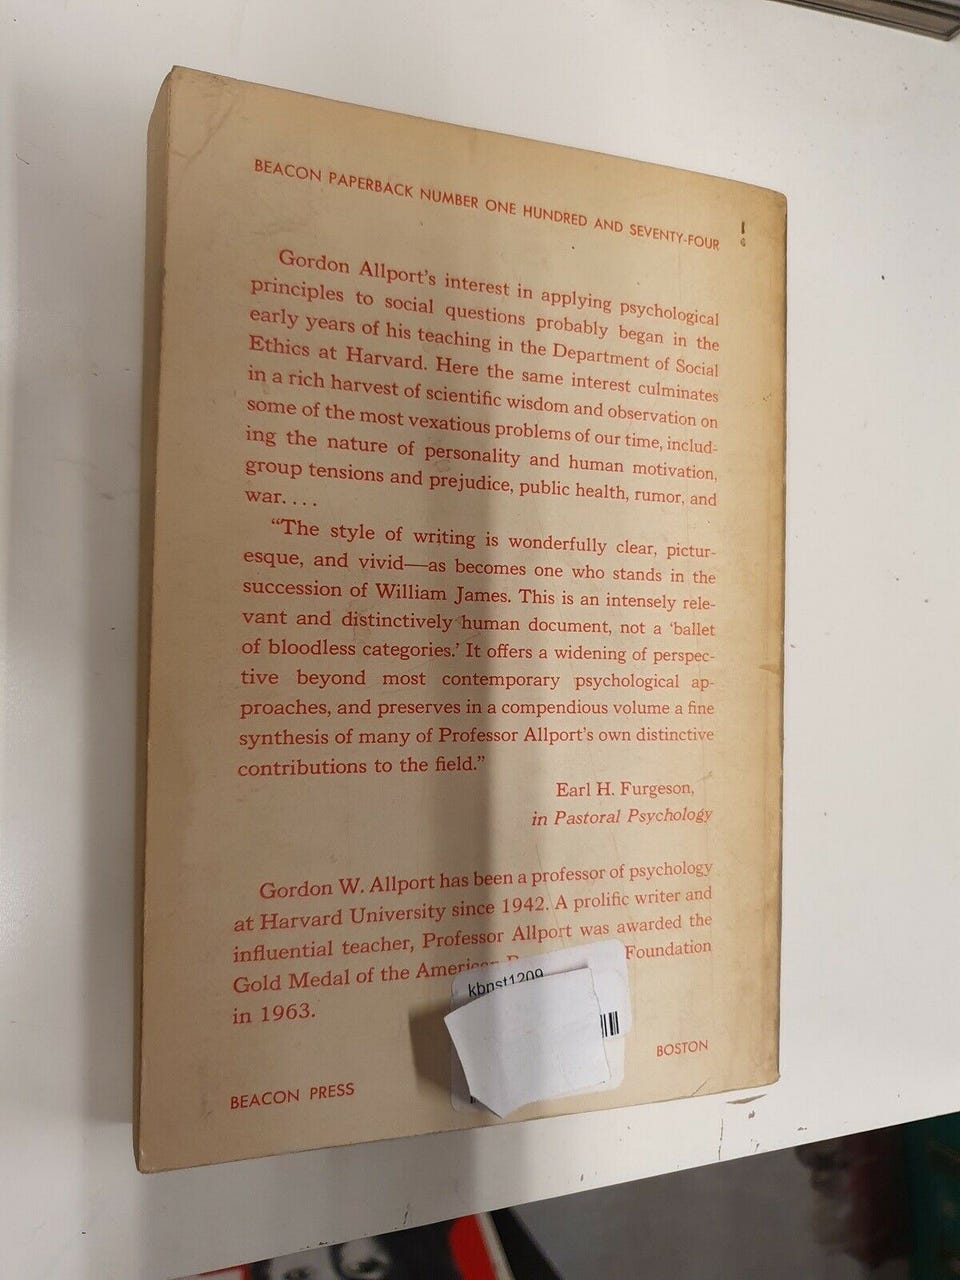 BEACON PAPERBACK NUMBER ONE HUNDRED AND SEVENTY-FOUR
Gordon Allport's interest in applying psychological
principles to social questions probably began in the
early years of his teaching in the Department of Social
Ethics at Harvard. Here the same interest culminates
in a rich harvest of scientific wisdom and observation on
some of the most vexatious problems of our time, includ-
ing the nature of personality and human motivation,
group tensions and prejudice, public health, rumor, and
war. . . .
“The style of writing is wonderfully clear, pictur-
esque, and vivid—as becomes one who stands in the
succession of William James. This is an intensely rele-
vant and distinctively human document, not a ‘ballet
of bloodless categories.’ It offers a widening of perspec-
tive beyond most contemporary psychological ap-
proaches, and preserves in a compendious volume a fine
synthesis of many of Professor Allport's own distinctive
contributions to the field.”
Earl H. Furgeson,
in Pastoral Psychology
Gordon W. Allport has been a professor of psychology
at Harvard University since 1942. A prolific writer and
influential teacher, Professor Allport was awarded the
Gold Medal of the American Foundation
in 1963.
kbnst1209
BEACON PRESS
BOSTON